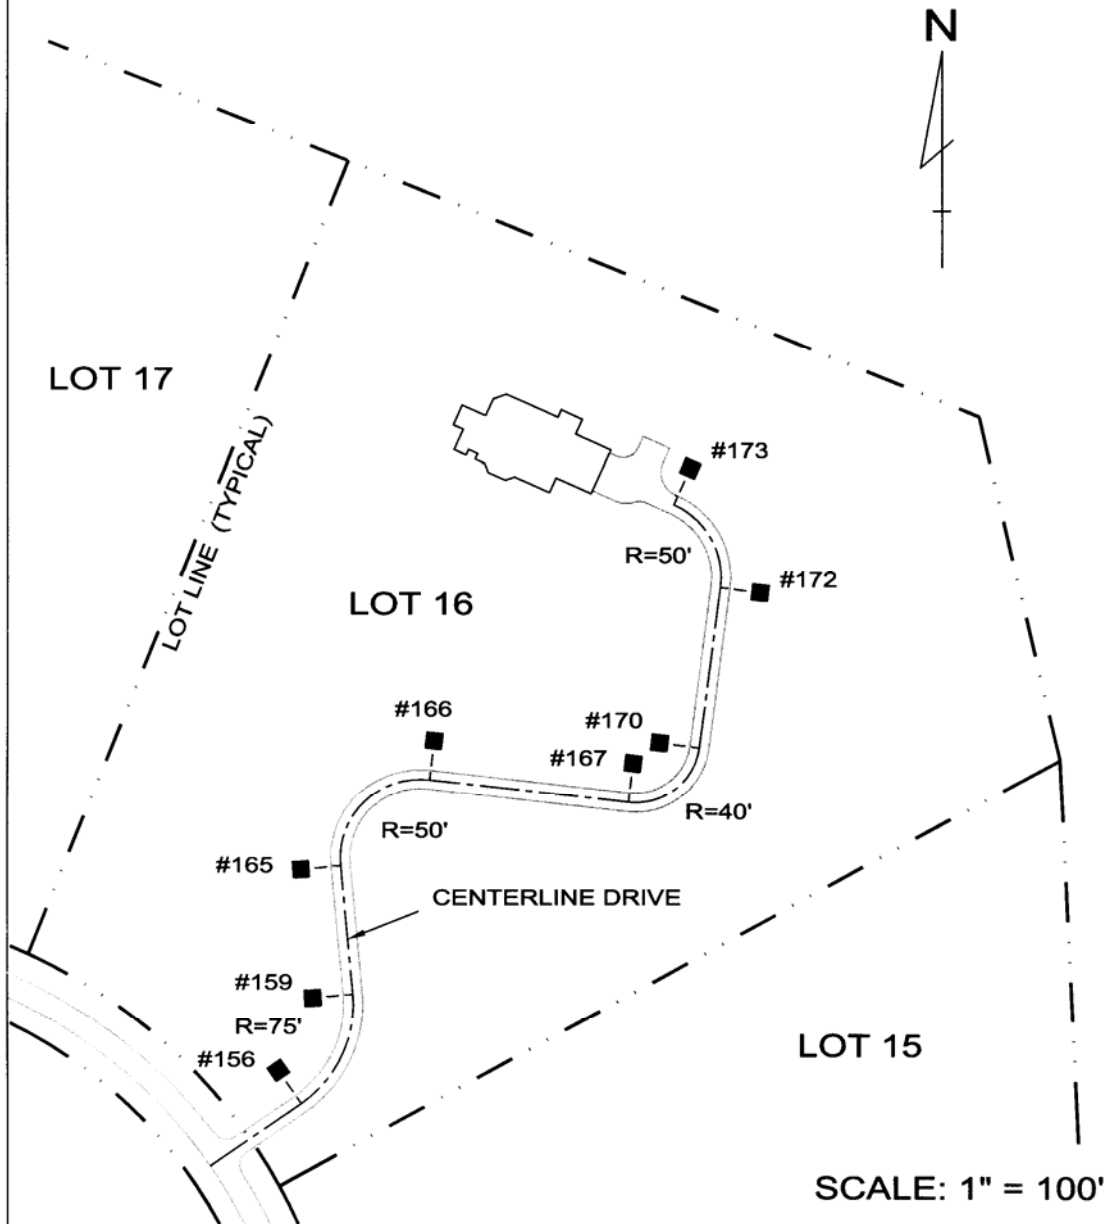 N
LOT 17
LOT LINE (TYPICAL)
#173
R=50'
#172
LOT 16
#166
#170
#167
R=50'
R=40'
#165
CENTERLINE DRIVE
#159
R=75'
#156
LOT 15
SCALE: 1" = 100'